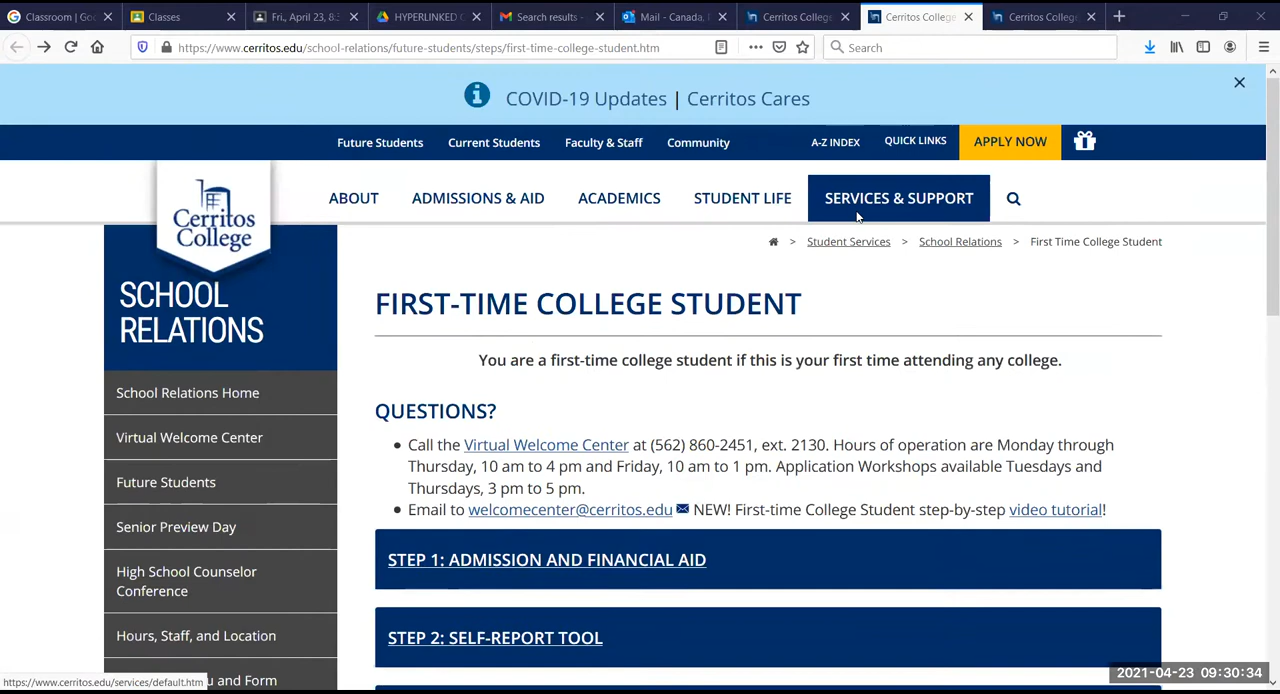 Classroom | G
Classes
Fri, April 23, 8:3
HYPERLINKED
Search results -
Mail - Canada,
Cerritos College
Cerritos College
Cerritos College
https://www.cerritos.edu/school-relations/future-students/steps/first-time-college-student.htm
Search
COVID-19 Updates | Cerritos Cares
Future Students Current Students Faculty & Staff Community A-Z INDEX QUICK LINKS APPLY NOW
Cerritos College
ABOUT ADMISSIONS & AID ACADEMICS STUDENT LIFE SERVICES & SUPPORT
> Student Services > School Relations > First Time College Student
SCHOOL
RELATIONS
School Relations Home
Virtual Welcome Center
Future Students
Senior Preview Day
High School Counselor
Conference
Hours, Staff, and Location
u and Form
FIRST-TIME COLLEGE STUDENT
You are a first-time college student if this is your first time attending any college.
QUESTIONS?
• Call the Virtual Welcome Center at (562) 860-2451, ext. 2130. Hours of operation are Monday through
Thursday, 10 am to 4 pm and Friday, 10 am to 1 pm. Application Workshops available Tuesdays and
Thursdays, 3 pm to 5 pm.
• Email to welcomecenter@cerritos.edu NEW! First-time College Student step-by-step video tutorial!
STEP 1: ADMISSION AND FINANCIAL AID
STEP 2: SELF-REPORT TOOL
https://www.cerritos.edu/services/default.htm
2021-04-23 09:30:34